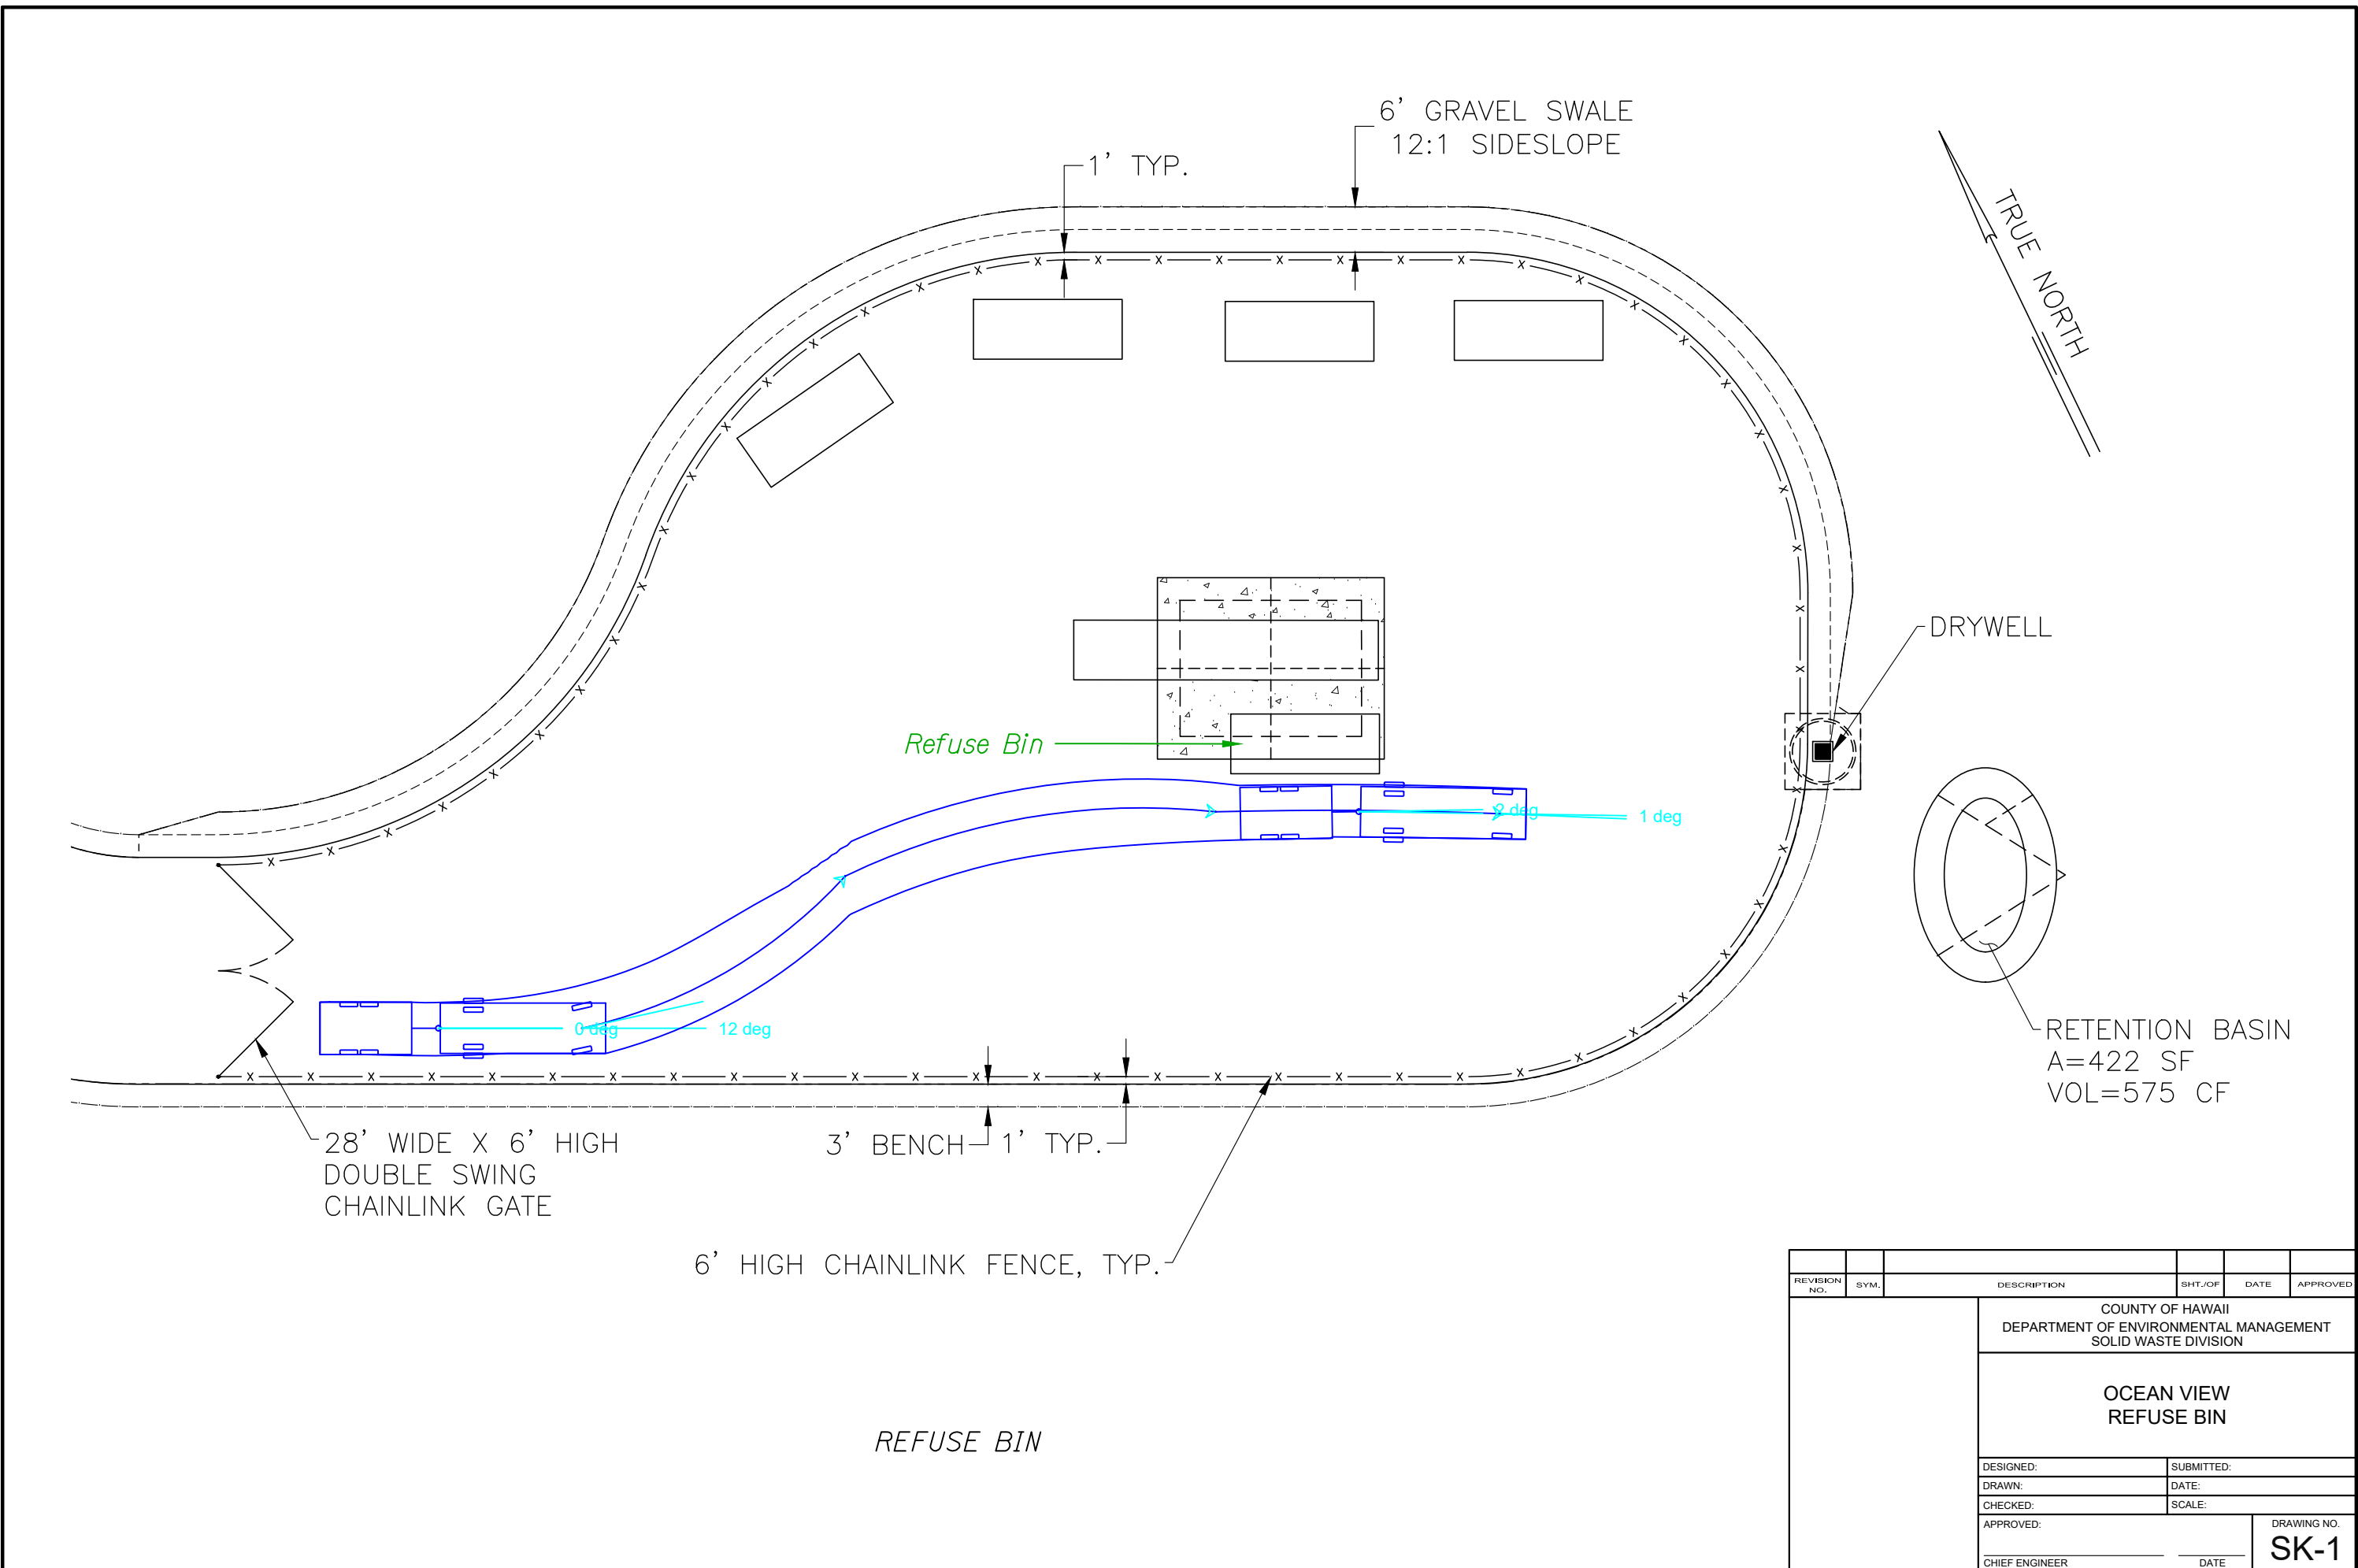 6' GRAVEL SWALE
12:1 SIDESLOPE
1' TYP.
TRUE NORTH
DRYWELL
Refuse Bin
1 deg
0 deg
12 deg
RETENTION BASIN
A=422 SF
VOL=575 CF
28' WIDE X 6' HIGH
DOUBLE SWING
CHAINLINK GATE
3' BENCH
1' TYP.
6' HIGH CHAINLINK FENCE, TYP.
REFUSE BIN
REVISION NO.
SYM.
DESCRIPTION
SHT./OF
DATE
APPROVED
COUNTY OF HAWAII
DEPARTMENT OF ENVIRONMENTAL MANAGEMENT
SOLID WASTE DIVISION
OCEAN VIEW
REFUSE BIN
DESIGNED:
SUBMITTED:
DRAWN:
DATE:
CHECKED:
SCALE:
APPROVED:
DRAWING NO.
SK-1
CHIEF ENGINEER
DATE